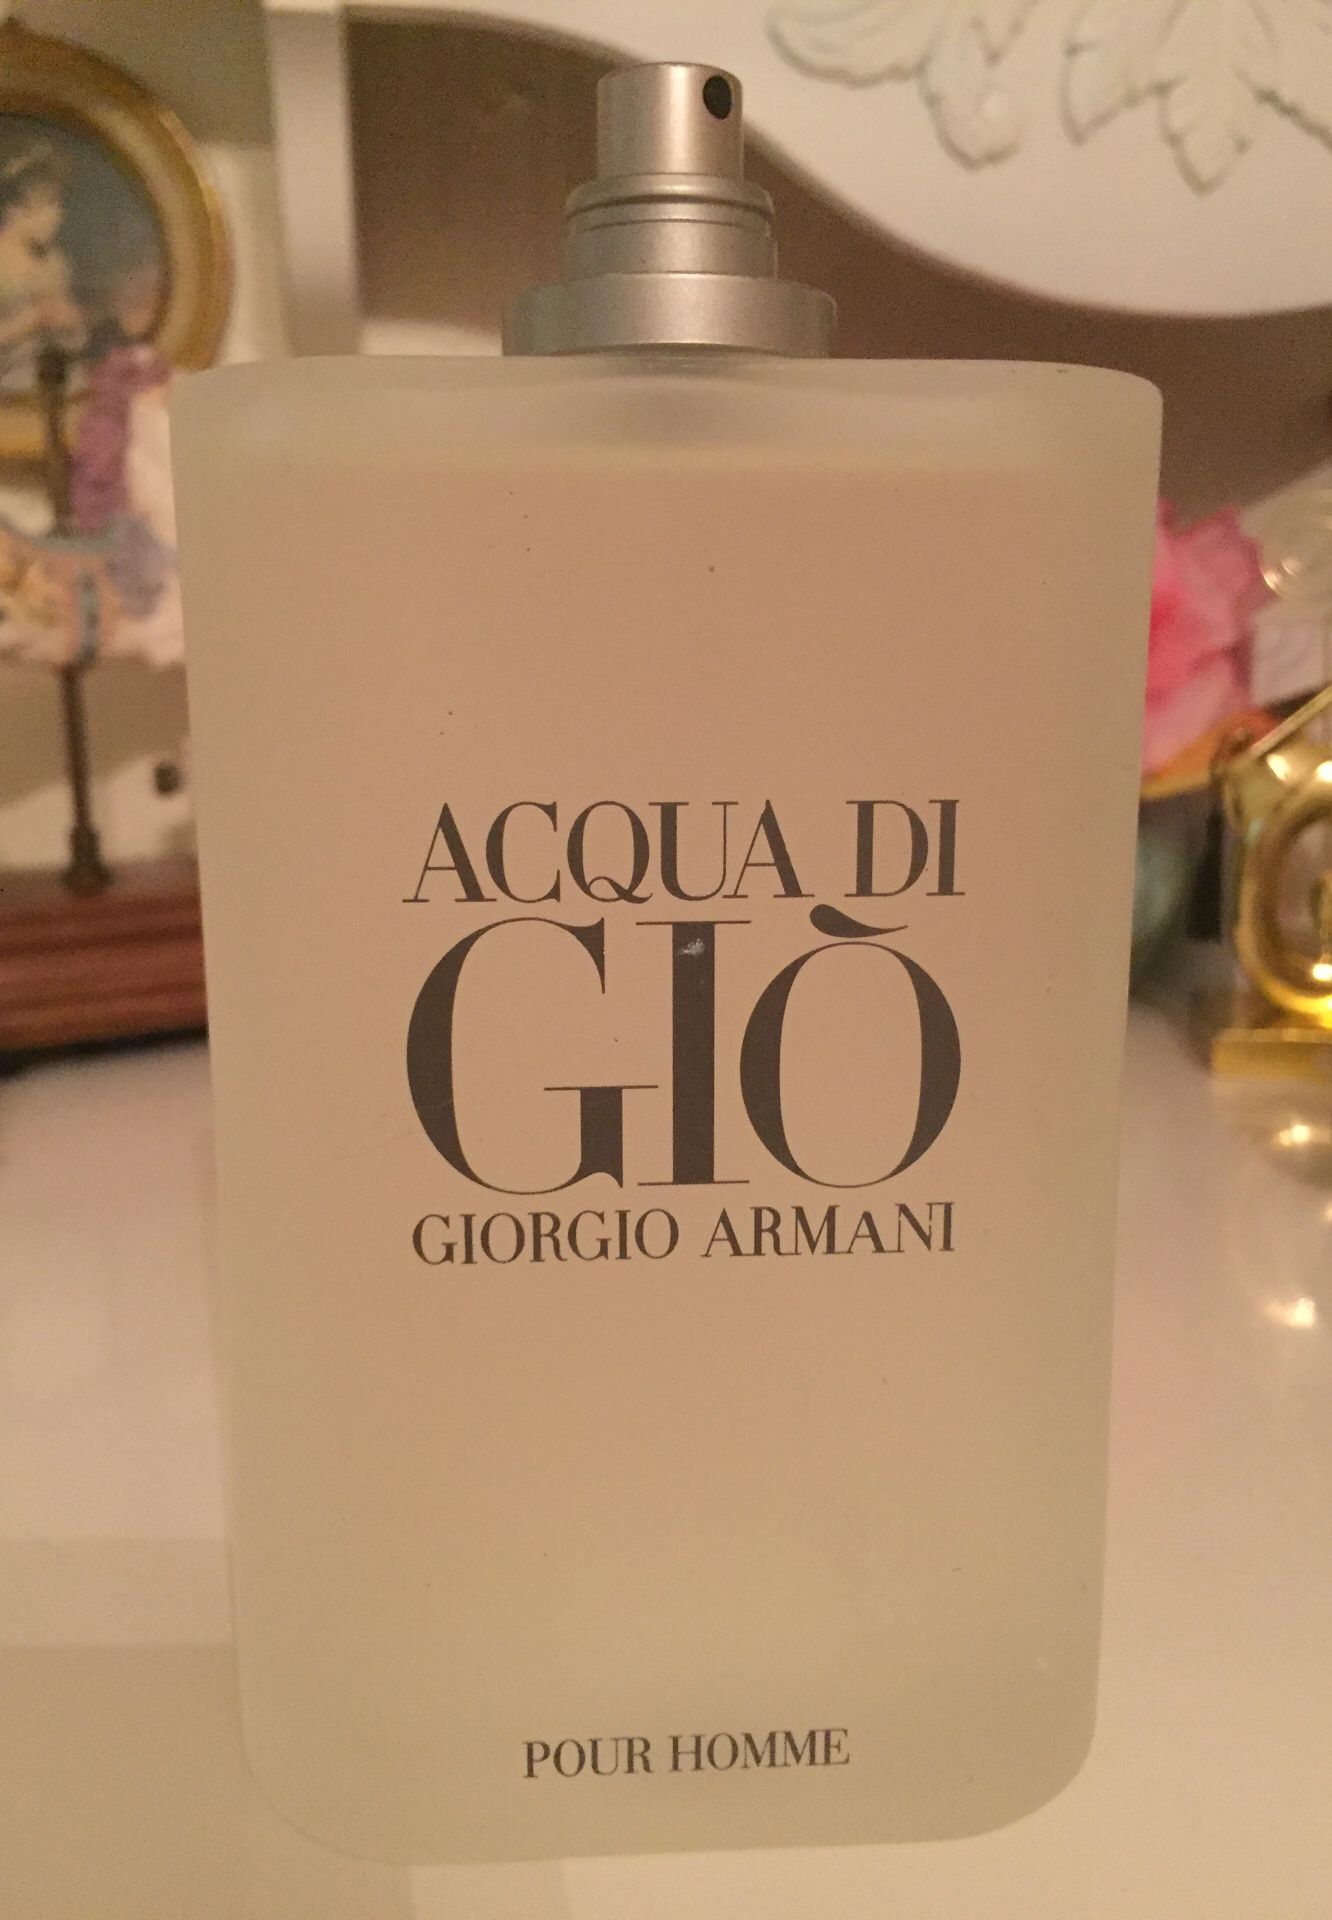 ACQUA DI
GIÒ
GIORGIO ARMANI
POUR HOMME